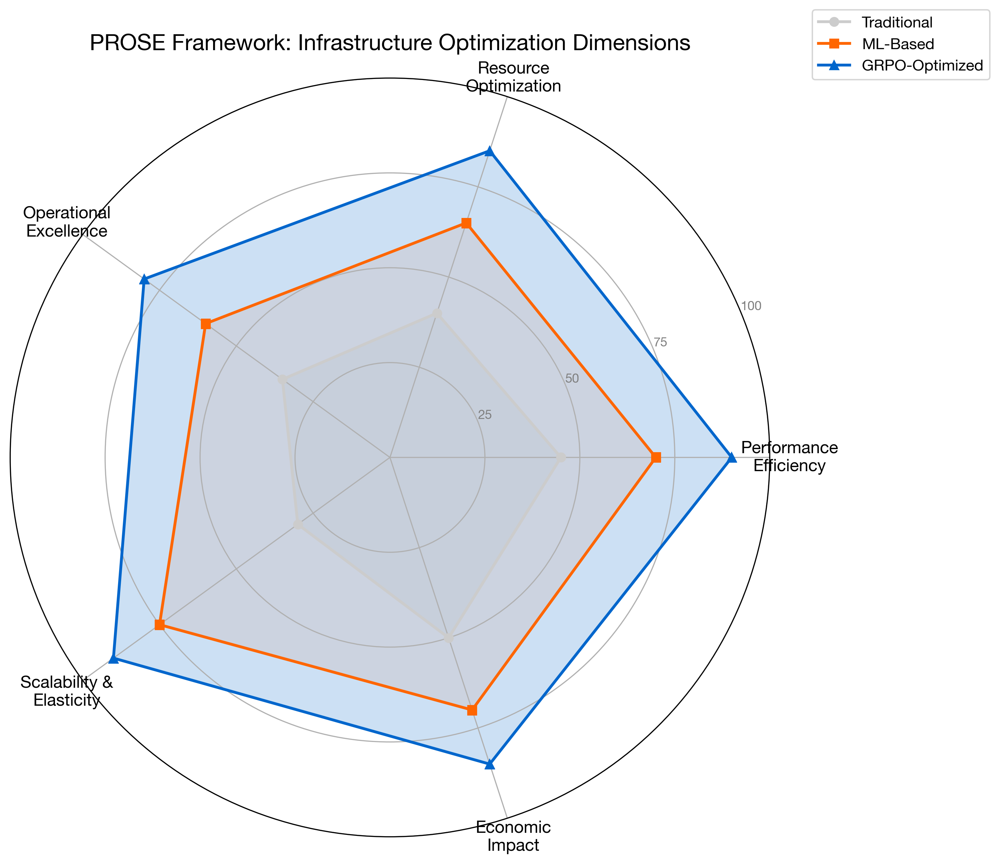 PROSE Framework: Infrastructure Optimization Dimensions
Traditional
ML-Based
GRPO-Optimized
Resource
Optimization
Operational
Excellence
100
75
50
25
Performance
Efficiency
Scalability &
Elasticity
Economic
Impact